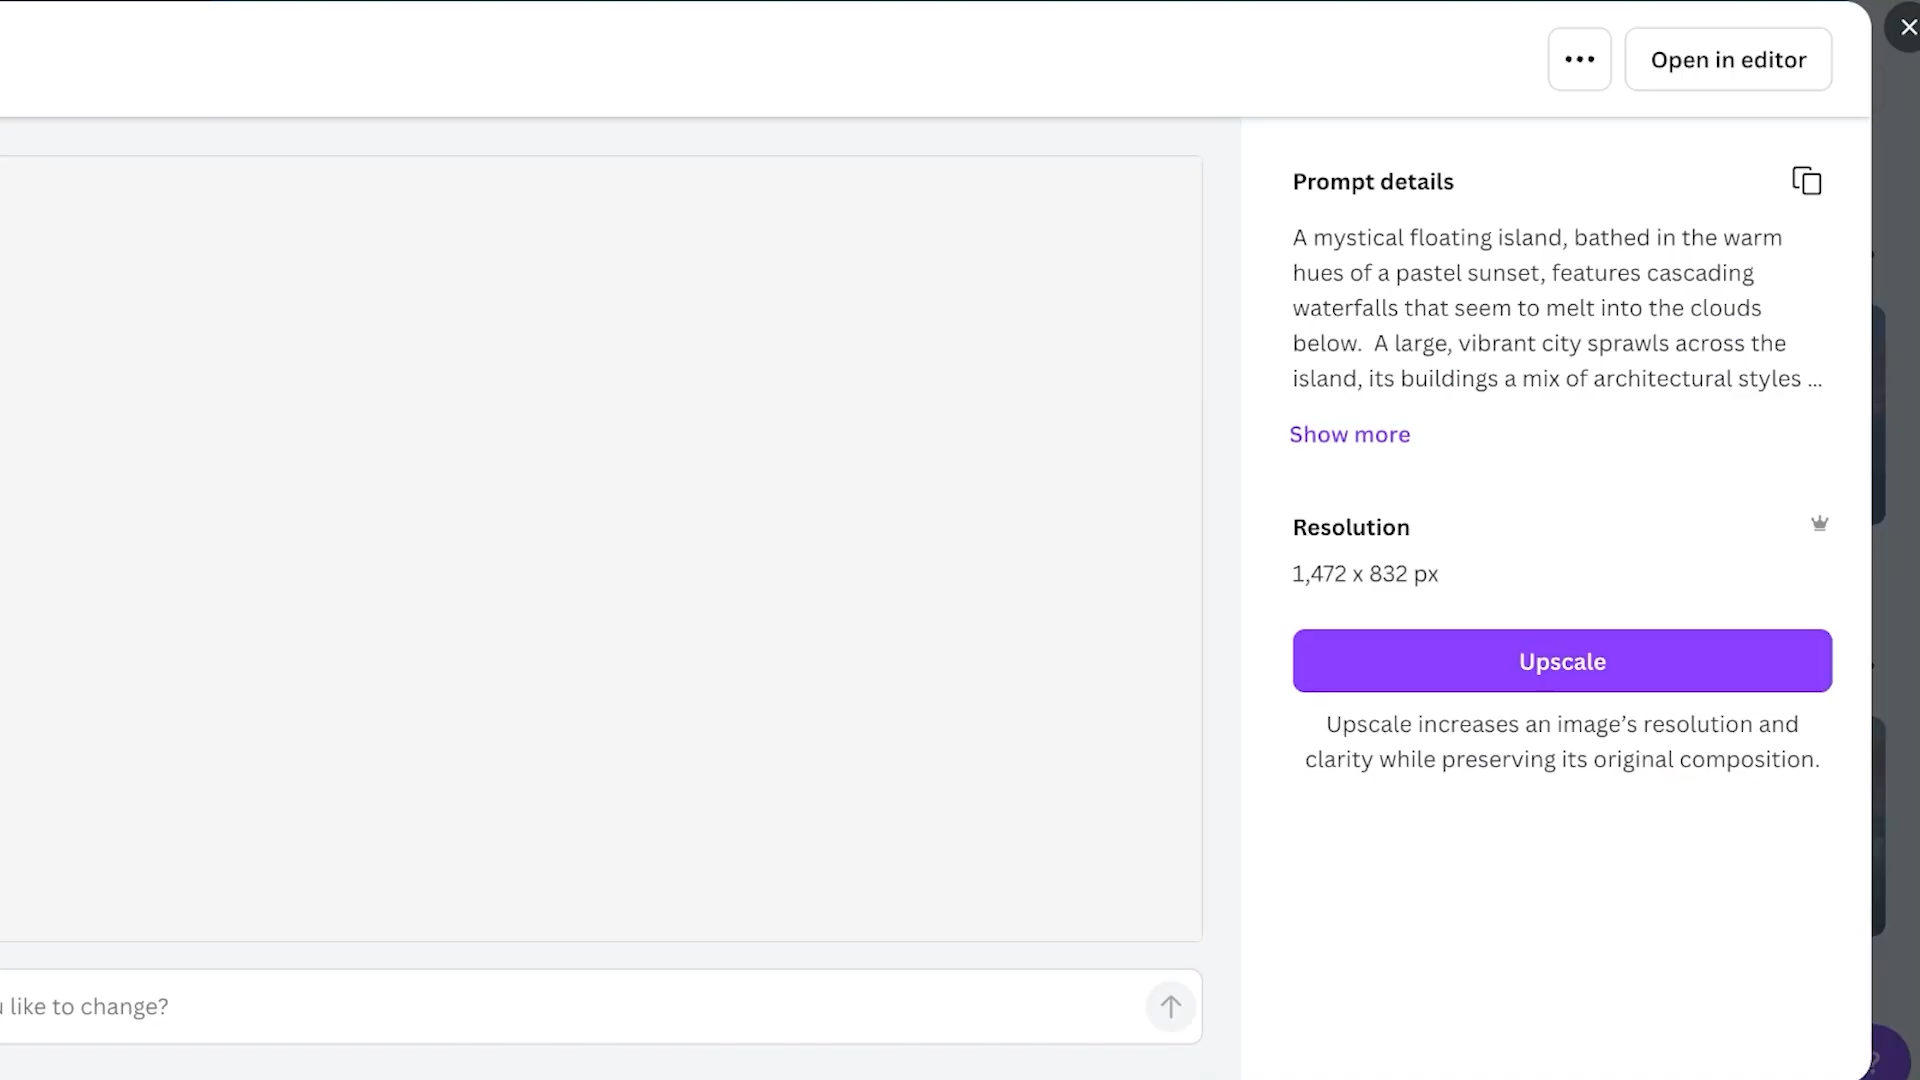 Open in editor
Prompt details
A mystical floating island, bathed in the warm
hues of a pastel sunset, features cascading
waterfalls that seem to melt into the clouds
below.  A large, vibrant city sprawls across the
island, its buildings a mix of architectural styles ...
Show more
Resolution
1,472 x 832 px
Upscale
Upscale increases an image’s resolution and
clarity while preserving its original composition.
like to change?
?